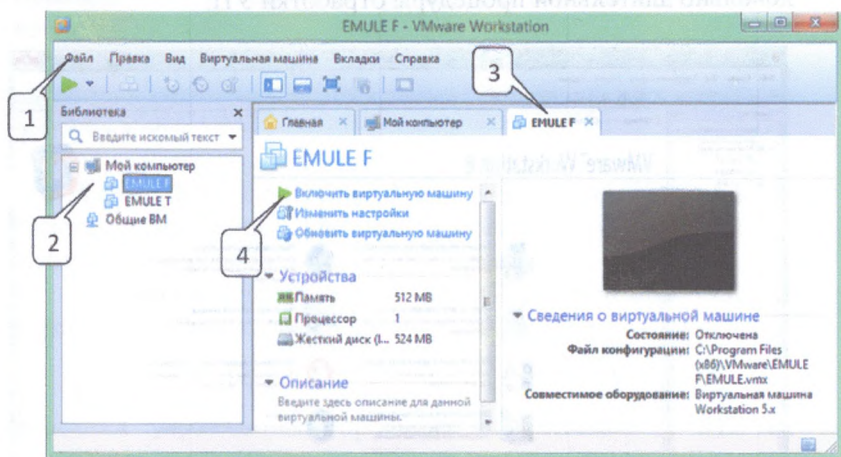 EMULE F - VMware Workstation
Файл Правка Вид Виртуальная машина Вкладки Справка
3
1
Библиотека
Введите искомый текст
Главная
Мой компьютер
EMULE F
Мой компьютер
EMULE F
EMULE T
Общие ВМ
2
EMULE F
Включить виртуальную машину
Изменить настройки
Обновить виртуальную машину
4
Устройства
Память 512 MB
Процессор 1
Жесткий диск (I... 524 MB
Описание
Введите здесь описание для данной
виртуальной машины.
Сведения о виртуальной машине
Состояние: Отключена
Файл конфигурации: C:\Program Files
(x86)\VMware\EMULE
F\EMULE.vmx
Совместимое оборудование: Виртуальная машина
Workstation 5.x